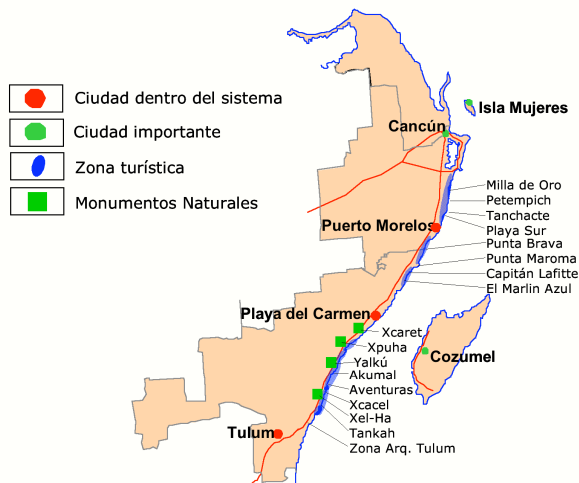 Ciudad dentro del sistema
Ciudad importante
Zona turística
Monumentos Naturales
Isla Mujeres
Cancún
Milla de Oro
Petempich
Tanchacte
Puerto Morelos
Playa Sur
Punta Brava
Punta Maroma
Capitán Lafitte
El Marlin Azul
Playa del Carmen
Xcaret
Xpuha
Cozumel
Yalkú
Akumal
Aventuras
Xcacel
Xel-Ha
Tulum
Tankah
Zona Arq. Tulum